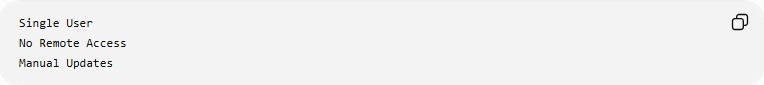 Single User
No Remote Access
Manual Updates